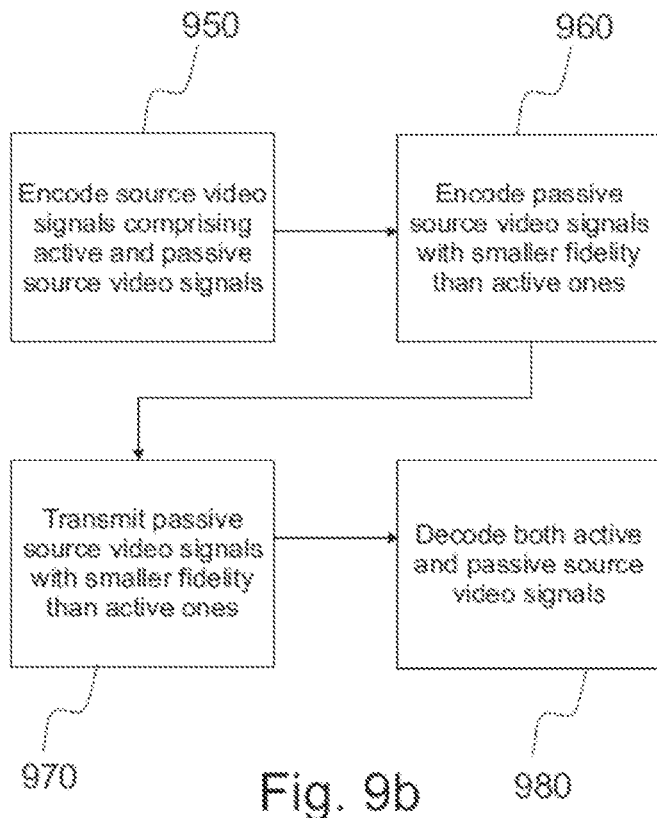 950
960
Encode source video
signals comprising
active and passive
source video signals
Encode passive
source video signals
with smaller fidelity
than active ones
Transmit passive
source video signals
with smaller fidelity
than active ones
Decode both active
and passive source
video signals
970
Fig. 9b
980